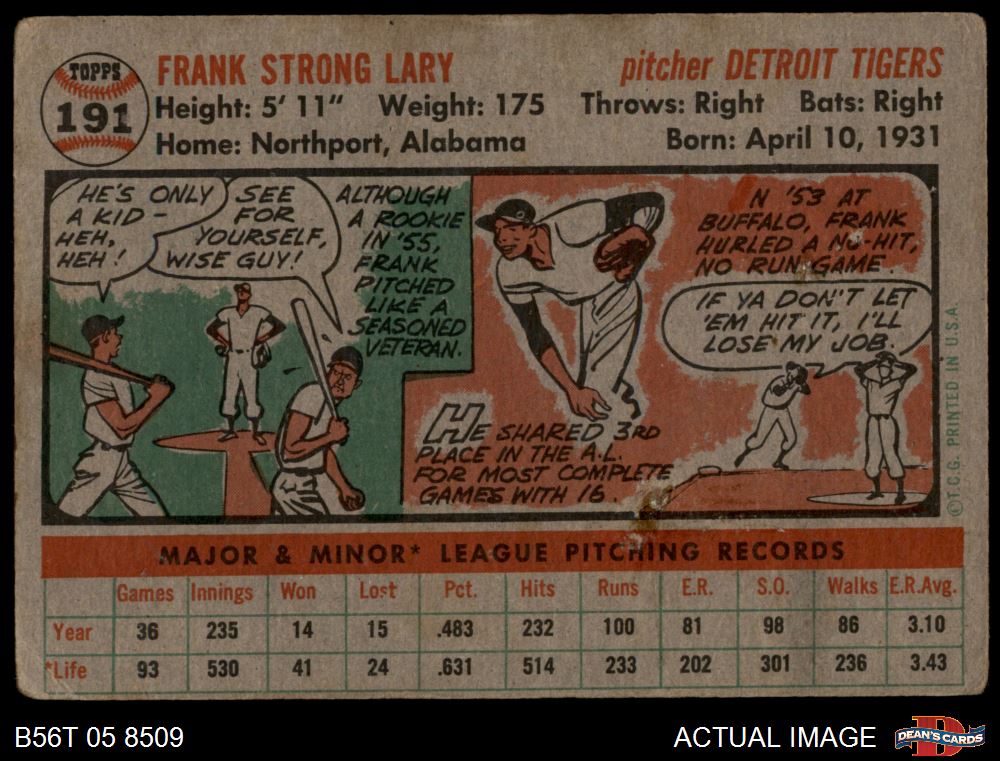 TOPPS
191
FRANK STRONG LARY
pitcher DETROIT TIGERS
Height: 5' 11" Weight: 175 Throws: Right Bats: Right
Home: Northport, Alabama Born: April 10, 1931
HE'S ONLY
A KID -
HEH,
HEH!
SEE
FOR
YOURSELF,
WISE GUY!
ALTHOUGH
A ROOKIE
IN '55,
FRANK
PITCHED
LIKE A
SEASONED
VETERAN.
HE SHARED 3RD
PLACE IN THE A.L.
FOR MOST COMPLETE
GAMES WITH 16.
N '53 AT
BUFFALO, FRANK
HURLED A NO-HIT,
NO RUN GAME.
IF YA DON'T LET
'EM HIT IT, I'LL
LOSE MY JOB.
©T.C.G. PRINTED IN U.S.A.
MAJOR & MINOR* LEAGUE PITCHING RECORDS
Games Innings Won Lost Pct. Hits Runs E.R. S.O. Walks E.R.Avg.
Year 36 235 14 15 .483 232 100 81 98 86 3.10
*Life 93 530 41 24 .631 514 233 202 301 236 3.43
B56T 05 8509
ACTUAL IMAGE
DEAN'S CARDS